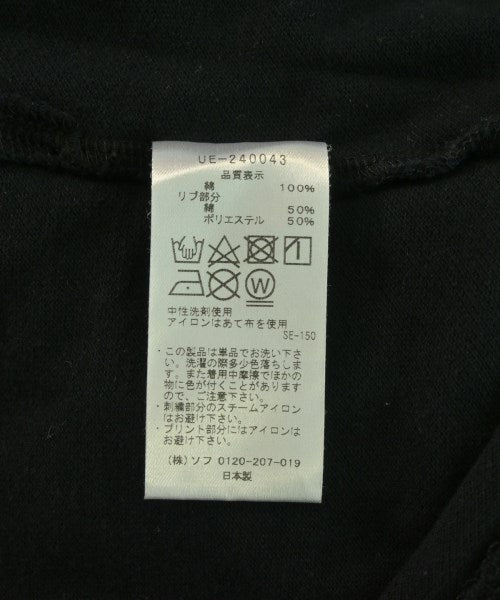 UE-240043
品質表示
綿 100%
リブ部分
綿 50%
ポリエステル 50%
W
中性洗剤使用
アイロンはあて布を使用
SE-150
・この製品は単品でお洗い下さ
い。洗濯の際多少色落ちしま
す。また着用中摩擦でほかの
物に色が付くことがあります
ので、ご注意下さい。
・刺繍部分のスチームアイロン
はお避け下さい。
・プリント部分にはアイロンは
お避け下さい。
(株)ソフ 0120-207-019
日本製